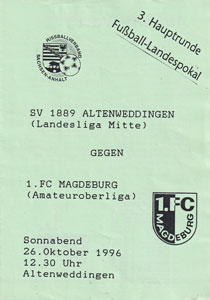 FUSSBALLVERBAND
SACHSEN-ANHALT
3. Hauptrunde
Fußball-Landespokal
SV 1889 ALTENWEDDINGEN
(Landesliga Mitte)
GEGEN
1.FC MAGDEBURG
(Amateuroberliga)
1.FC
MAGDEBURG
Sonnabend
26.Oktober 1996
12.30 Uhr
Altenweddingen